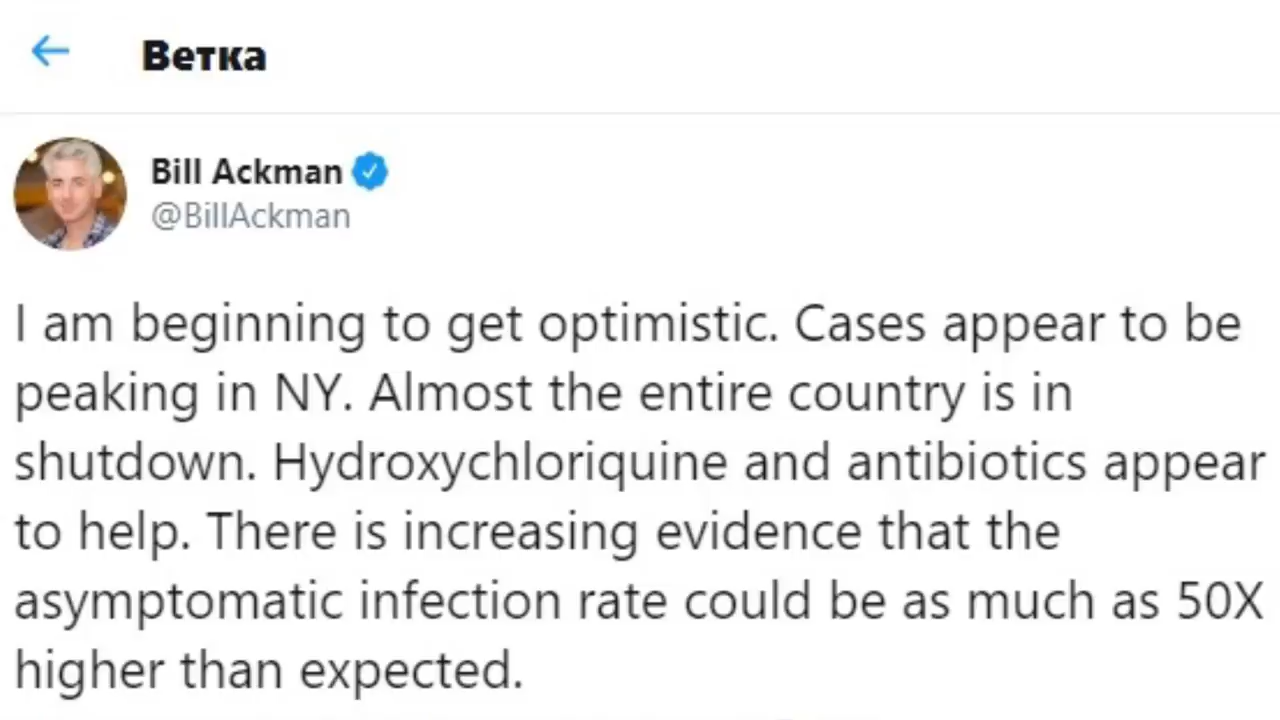 Ветка
Bill Ackman
@BillAckman
I am beginning to get optimistic. Cases appear to be
peaking in NY. Almost the entire country is in
shutdown. Hydroxychloriquine and antibiotics appear
to help. There is increasing evidence that the
asymptomatic infection rate could be as much as 50X
higher than expected.